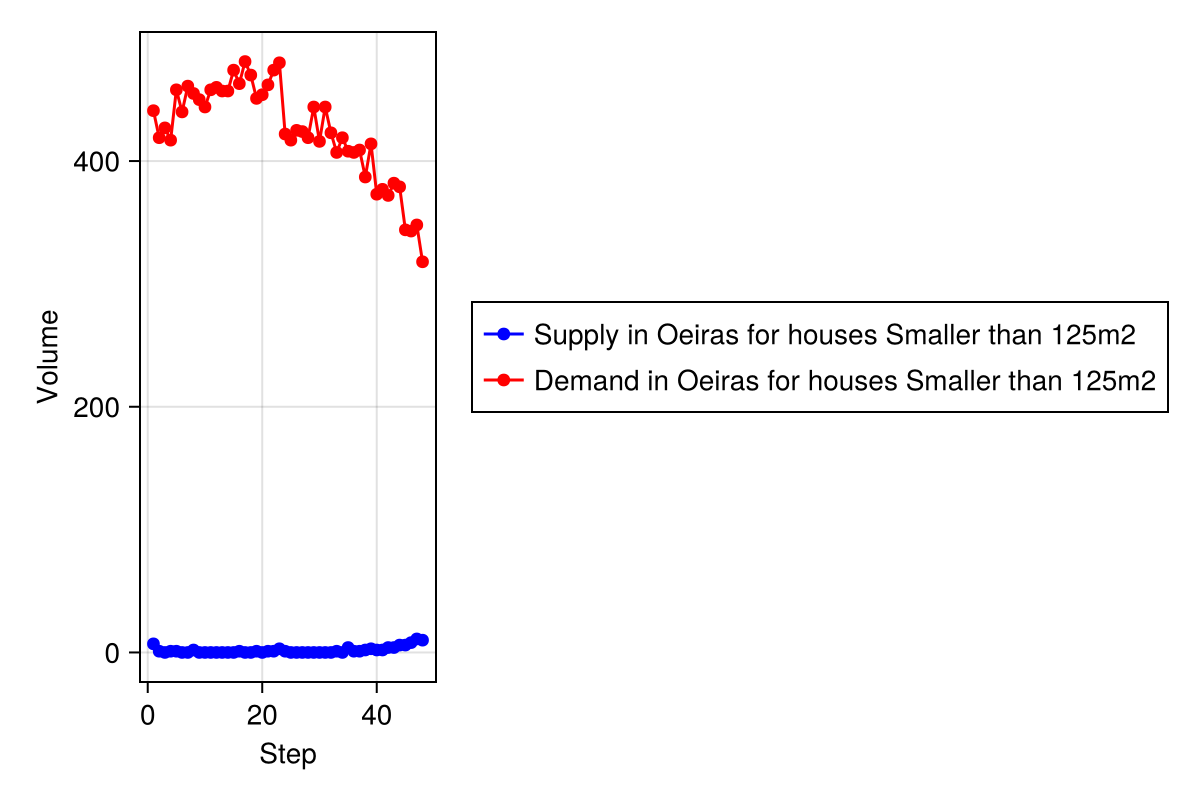 400
200
0
Volume
0 20 40
Step
Supply in Oeiras for houses Smaller than 125m2
Demand in Oeiras for houses Smaller than 125m2